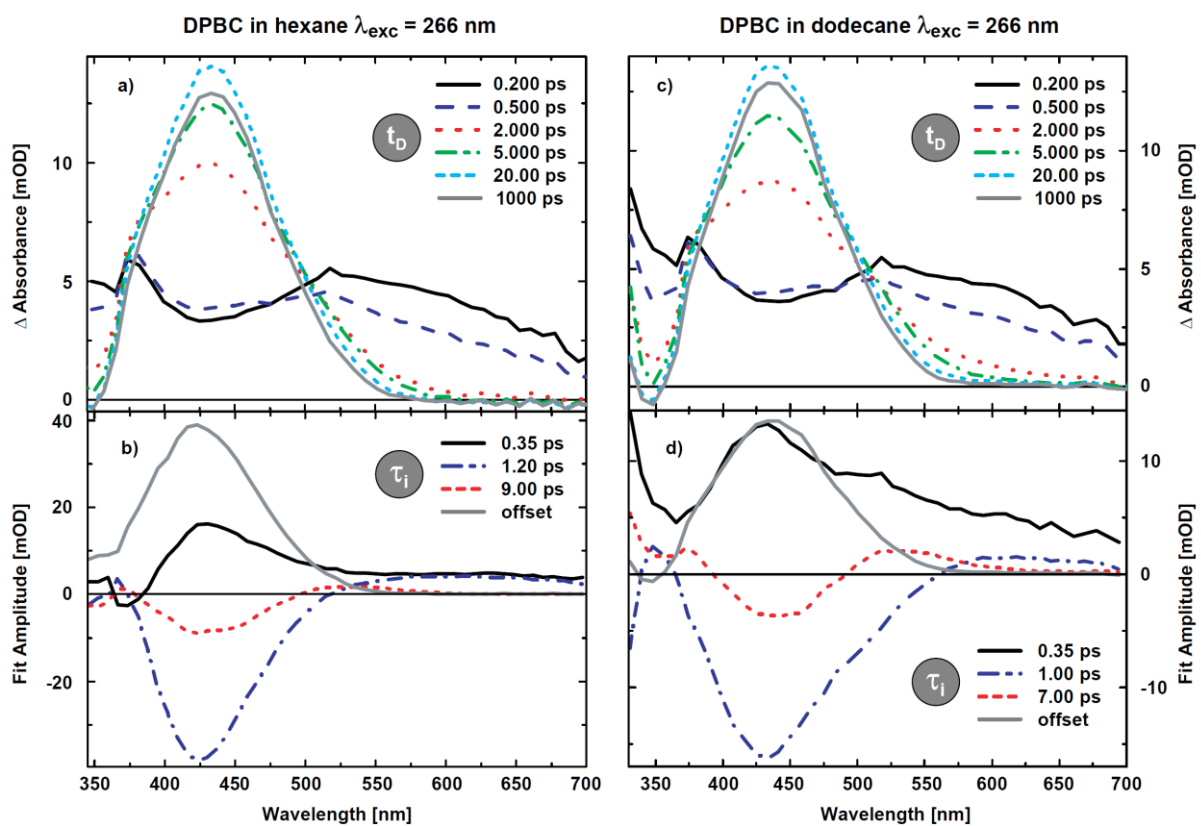 DPBC in hexane λexc = 266 nm
DPBC in dodecane λexc = 266 nm
a)
tD
0.200 ps
0.500 ps
2.000 ps
5.000 ps
20.00 ps
1000 ps
Δ Absorbance [mOD]
10
5
0
c)
tD
0.200 ps
0.500 ps
2.000 ps
5.000 ps
20.00 ps
1000 ps
10
5
0
Δ Absorbance [mOD]
b)
τi
0.35 ps
1.20 ps
9.00 ps
offset
Fit Amplitude [mOD]
40
20
0
-20
350 400 450 500 550 600 650 700
Wavelength [nm]
d)
τi
0.35 ps
1.00 ps
7.00 ps
offset
10
0
-10
Fit Amplitude [mOD]
350 400 450 500 550 600 650 700
Wavelength [nm]